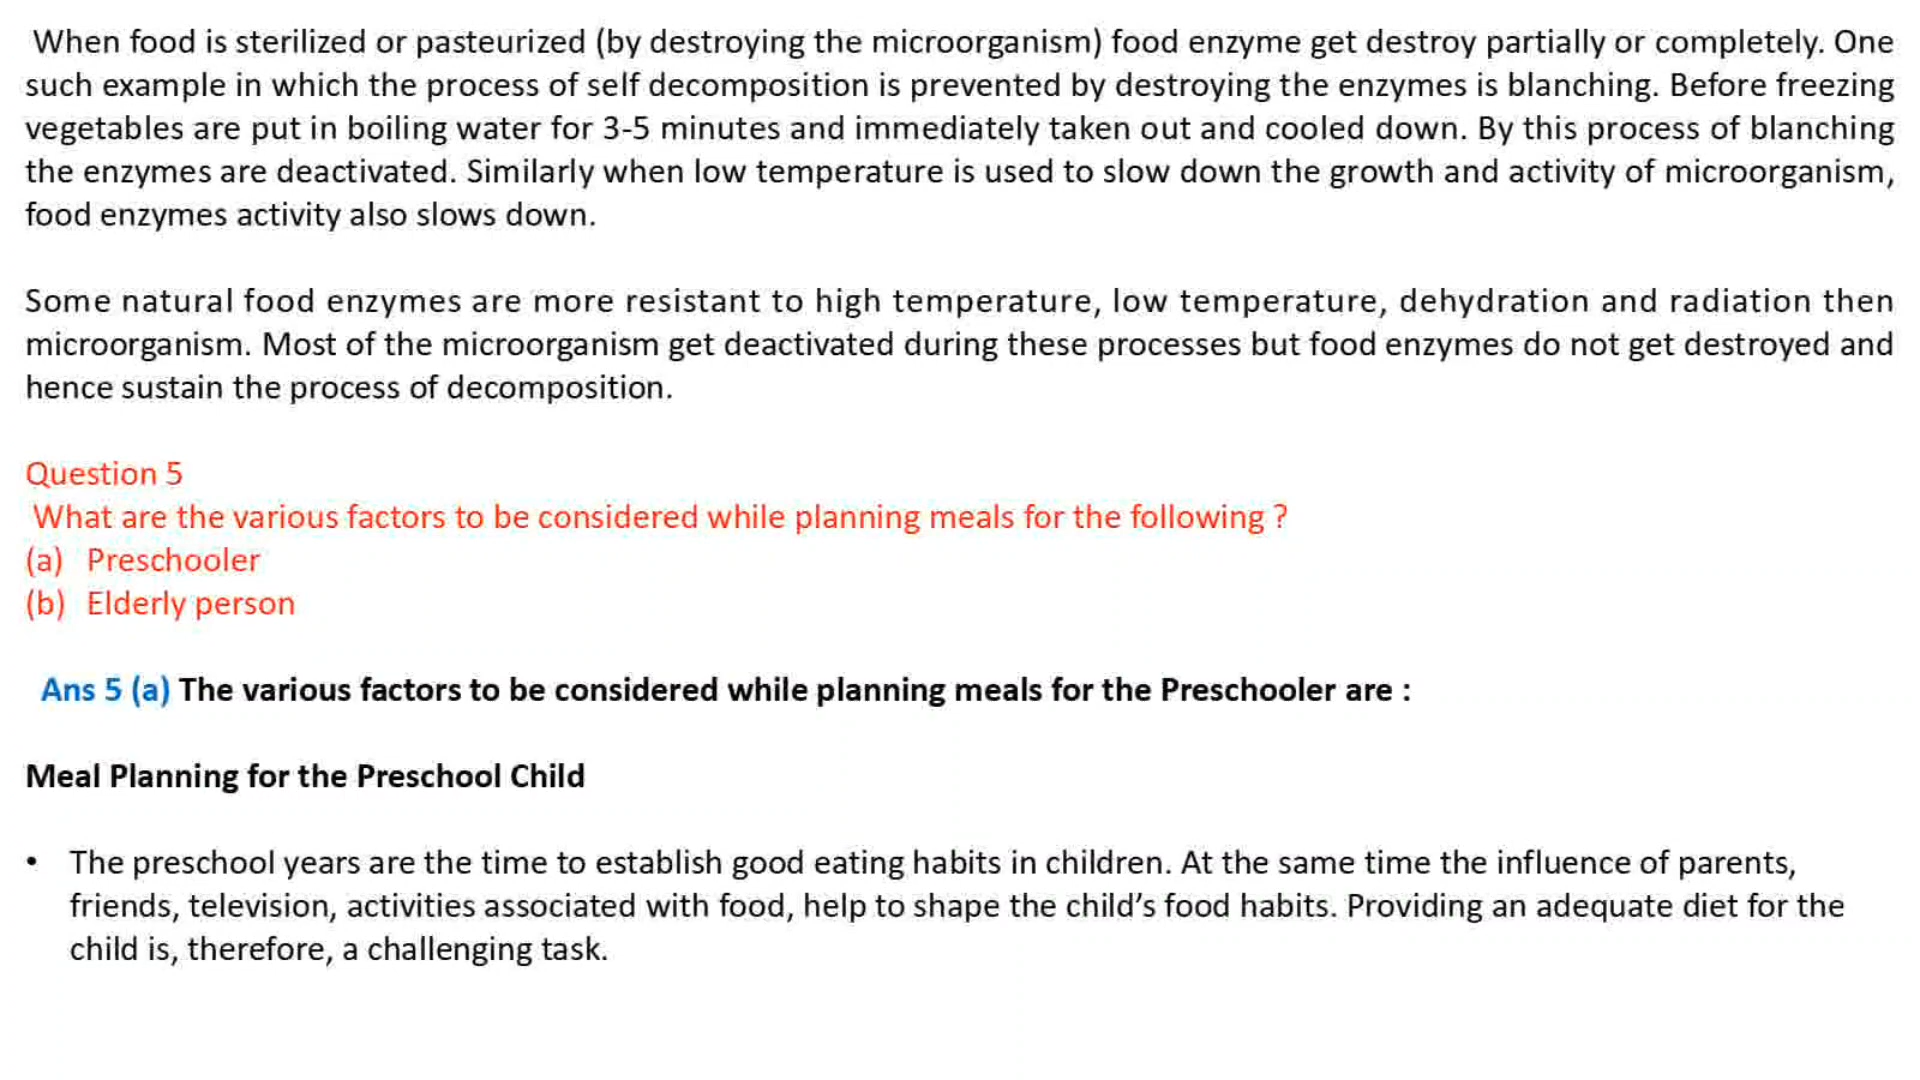 When food is sterilized or pasteurized (by destroying the microorganism) food enzyme get destroy partially or completely. One
such example in which the process of self decomposition is prevented by destroying the enzymes is blanching. Before freezing
vegetables are put in boiling water for 3-5 minutes and immediately taken out and cooled down. By this process of blanching
the enzymes are deactivated. Similarly when low temperature is used to slow down the growth and activity of microorganism,
food enzymes activity also slows down.
Some natural food enzymes are more resistant to high temperature, low temperature, dehydration and radiation then
microorganism. Most of the microorganism get deactivated during these processes but food enzymes do not get destroyed and
hence sustain the process of decomposition.
Question 5
What are the various factors to be considered while planning meals for the following ?
(a) Preschooler
(b) Elderly person
Ans 5 (a) The various factors to be considered while planning meals for the Preschooler are :
Meal Planning for the Preschool Child
• The preschool years are the time to establish good eating habits in children. At the same time the influence of parents,
friends, television, activities associated with food, help to shape the child’s food habits. Providing an adequate diet for the
child is, therefore, a challenging task.